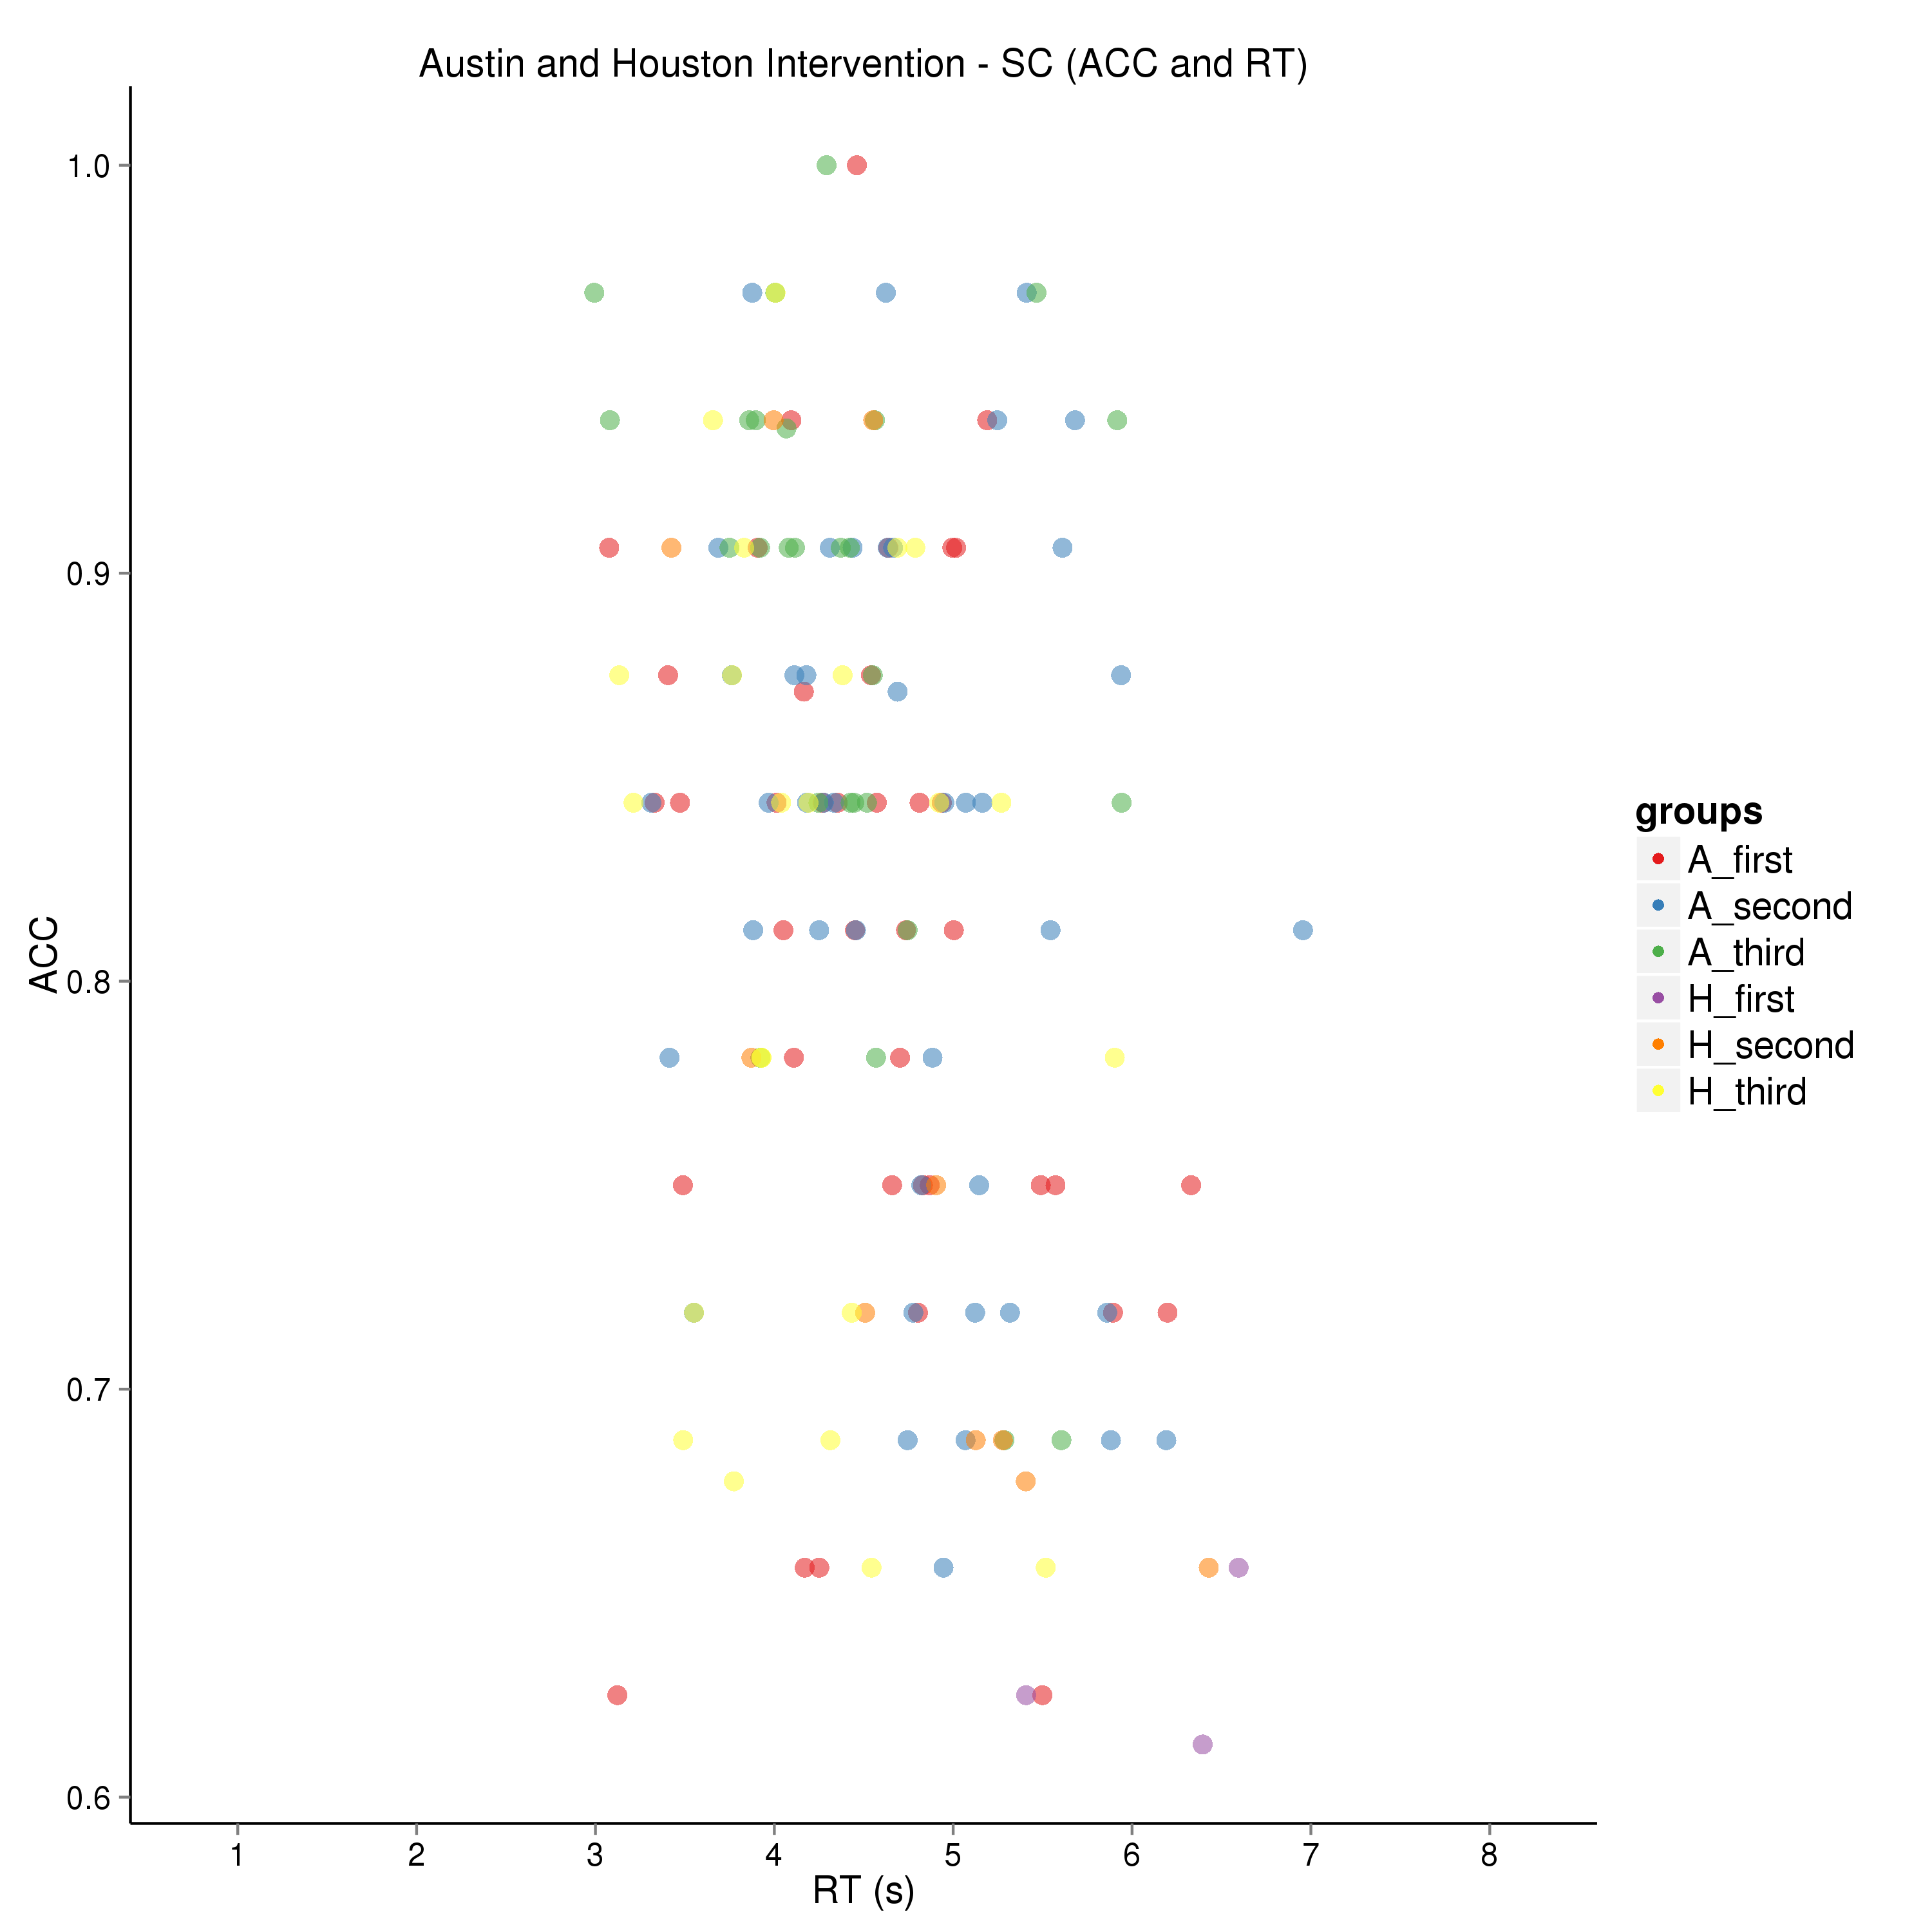 Austin and Houston Intervention - SC (ACC and RT)
1.0
0.9
0.8
0.7
0.6
ACC
1 2 3 4 5 6 7 8
RT (s)
groups
A_first
A_second
A_third
H_first
H_second
H_third